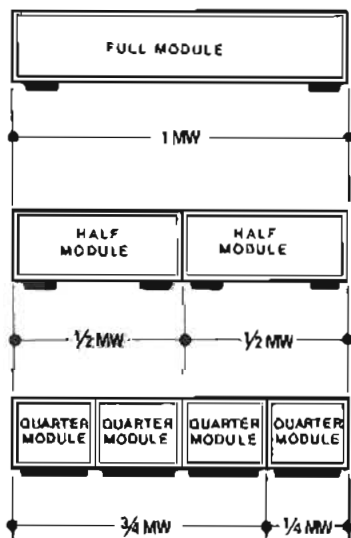 FULL MODULE
1 MW
HALF MODULE
HALF MODULE
1/2 MW
1/2 MW
QUARTER MODULE
QUARTER MODULE
QUARTER MODULE
QUARTER MODULE
3/4 MW
1/4 MW